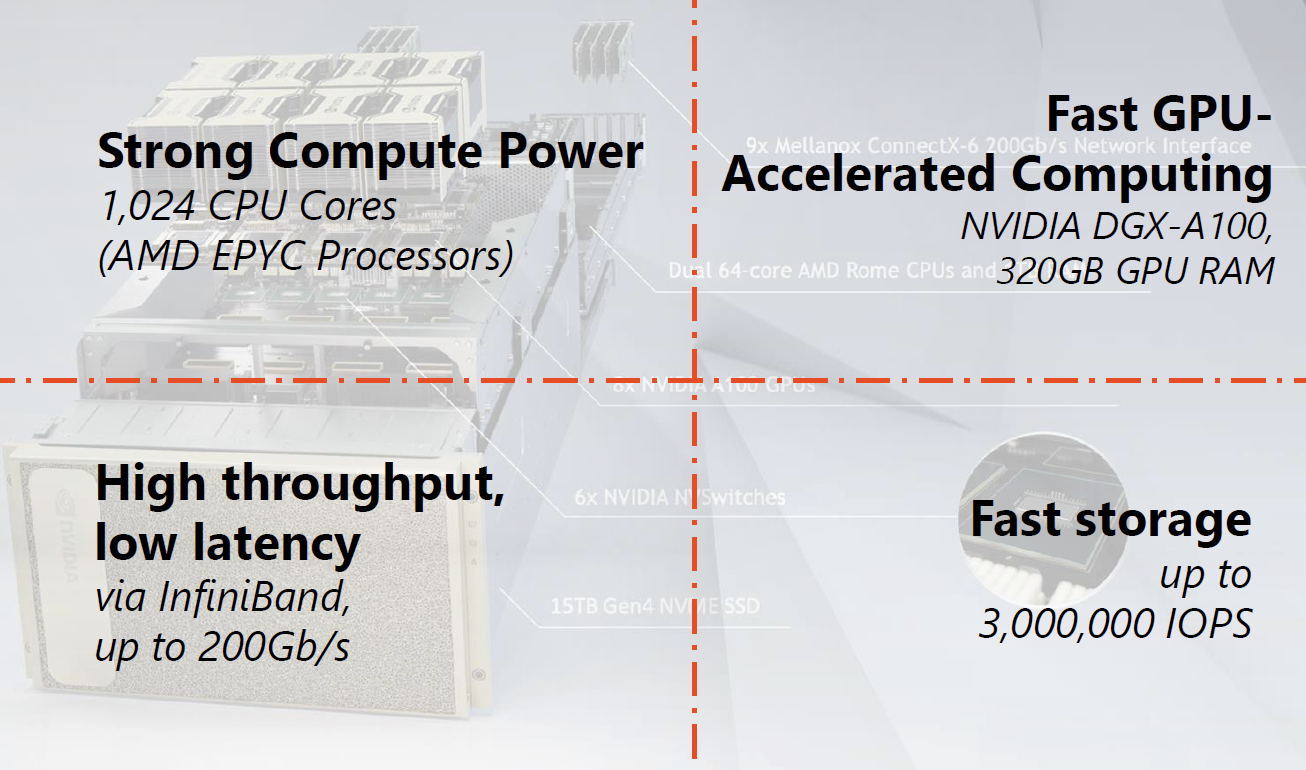 Strong Compute Power
1,024 CPU Cores
(AMD EPYC Processors)
Fast GPU-
Accelerated Computing
NVIDIA DGX-A100,
320GB GPU RAM
9x Mellanox ConnectX-6 200Gb/s Network Interface
Dual 64-core AMD Rome CPUs and
8x NVIDIA A100 GPUs
6x NVIDIA NVSwitches
15TB Gen4 NVME SSD
High throughput,
low latency
via InfiniBand,
up to 200Gb/s
Fast storage
up to
3,000,000 IOPS
NVIDIA